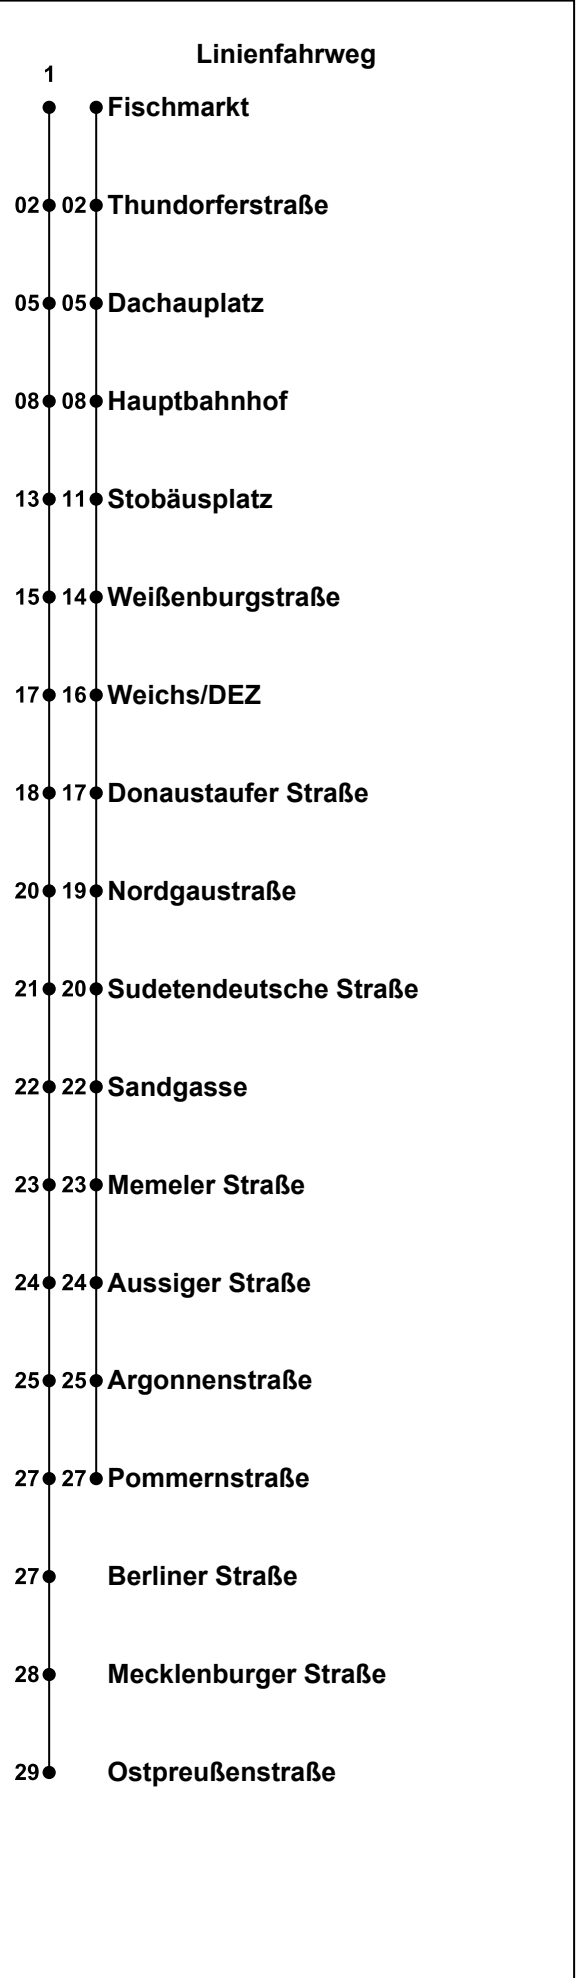 Linienfahrweg
1
Fischmarkt
02 02 Thundorferstraße
05 05 Dachauplatz
08 08 Hauptbahnhof
13 11 Stobäusplatz
15 14 Weißenburgstraße
17 16 Weichs/DEZ
18 17 Donaustaufer Straße
20 19 Nordgaustraße
21 20 Sudetendeutsche Straße
22 22 Sandgasse
23 23 Memeler Straße
24 24 Aussiger Straße
25 25 Argonnenstraße
27 27 Pommernstraße
27 Berliner Straße
28 Mecklenburger Straße
29 Ostpreußenstraße